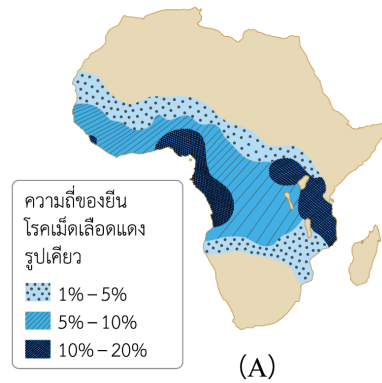 ความถี่ของยีน
โรคเม็ดเลือดแดง
รูปเคียว
1% – 5%
5% – 10%
10% – 20%
(A)